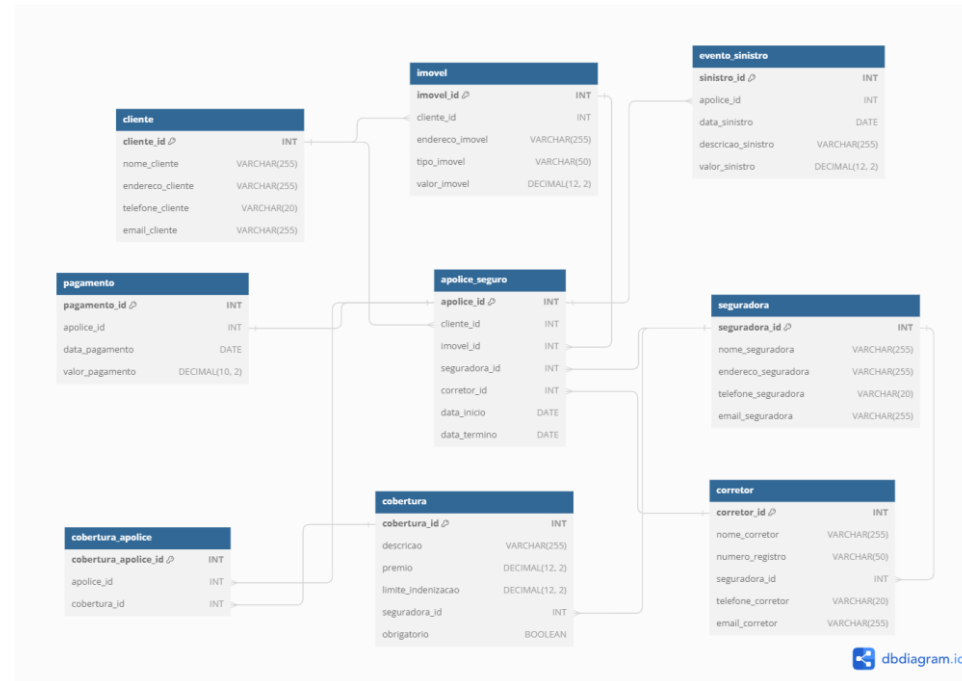 evento_sinistro
sinistro_id INT
apolice_id INT
data_sinistro DATE
descricao_sinistro VARCHAR(255)
valor_sinistro DECIMAL(12, 2)
imovel
imovel_id INT
cliente_id INT
endereco_imovel VARCHAR(255)
tipo_imovel VARCHAR(50)
valor_imovel DECIMAL(12, 2)
cliente
cliente_id INT
nome_cliente VARCHAR(255)
endereco_cliente VARCHAR(255)
telefone_cliente VARCHAR(20)
email_cliente VARCHAR(255)
pagamento
pagamento_id INT
apolice_id INT
data_pagamento DATE
valor_pagamento DECIMAL(10, 2)
apolice_seguro
apolice_id INT
cliente_id INT
imovel_id INT
seguradora_id INT
corretor_id INT
data_inicio DATE
data_termino DATE
seguradora
seguradora_id INT
nome_seguradora VARCHAR(255)
endereco_seguradora VARCHAR(255)
telefone_seguradora VARCHAR(20)
email_seguradora VARCHAR(255)
cobertura_apolice
cobertura_apolice_id INT
apolice_id INT
cobertura_id INT
cobertura
cobertura_id INT
descricao VARCHAR(255)
premio DECIMAL(12, 2)
limite_indenizacao DECIMAL(12, 2)
seguradora_id INT
obrigatorio BOOLEAN
corretor
corretor_id INT
nome_corretor VARCHAR(255)
numero_registro VARCHAR(50)
seguradora_id INT
telefone_corretor VARCHAR(20)
email_corretor VARCHAR(255)
dbdiagram.io